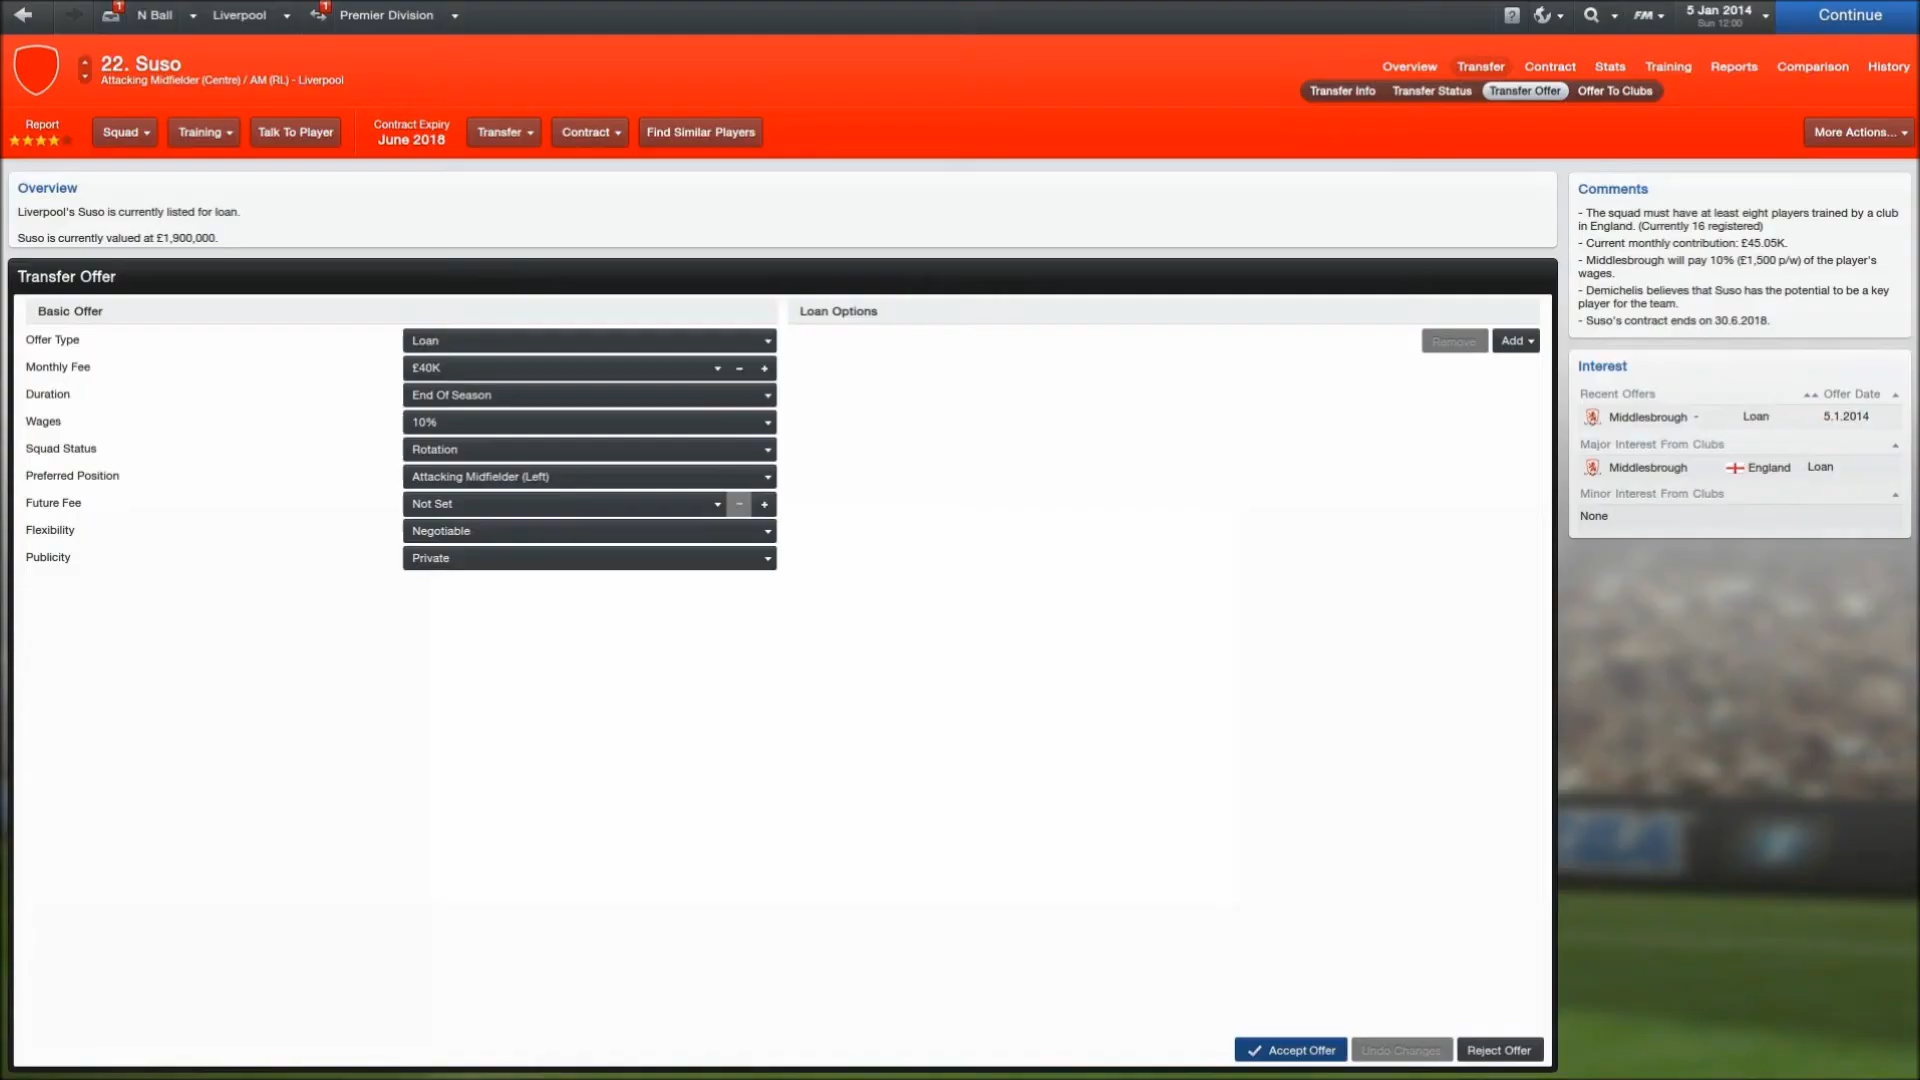 1
N Ball
Liverpool
1
Premier Division
?
FM
5 Jan 2014
Sun 12:00
Continue
22. Suso
Attacking Midfielder (Centre) / AM (RL) - Liverpool
Overview Transfer Contract Stats Training Reports Comparison History
Transfer Info Transfer Status Transfer Offer Offer To Clubs
Report
Squad
Training
Talk To Player
Contract Expiry
June 2018
Transfer
Contract
Find Similar Players
More Actions...
Overview
Liverpool's Suso is currently listed for loan.
Suso is currently valued at £1,900,000.
Transfer Offer
Basic Offer
Offer Type Loan
Monthly Fee £40K - +
Duration End Of Season
Wages 10%
Squad Status Rotation
Preferred Position Attacking Midfielder (Left)
Future Fee Not Set - +
Flexibility Negotiable
Publicity Private
Loan Options
Remove Add
Accept Offer Undo Changes Reject Offer
Comments
- The squad must have at least eight players trained by a club
in England. (Currently 16 registered)
- Current monthly contribution: £45.05K.
- Middlesbrough will pay 10% (£1,500 p/w) of the player's
wages.
- Demichelis believes that Suso has the potential to be a key
player for the team.
- Suso's contract ends on 30.6.2018.
Interest
Recent Offers Offer Date
Middlesbrough - Loan 5.1.2014
Major Interest From Clubs
Middlesbrough England Loan
Minor Interest From Clubs
None